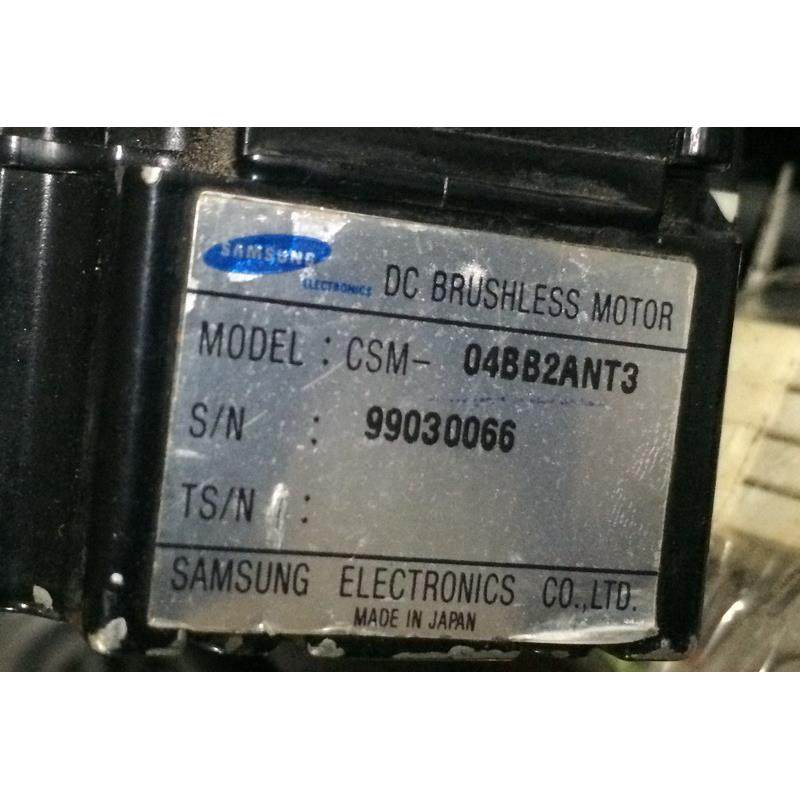 SAMSUNG
ELECTRONICS
DC BRUSHLESS MOTOR
MODEL : CSM- 04BB2ANT3
S/N : 99030066
TS/N :
SAMSUNG ELECTRONICS CO.,LTD.
MADE IN JAPAN